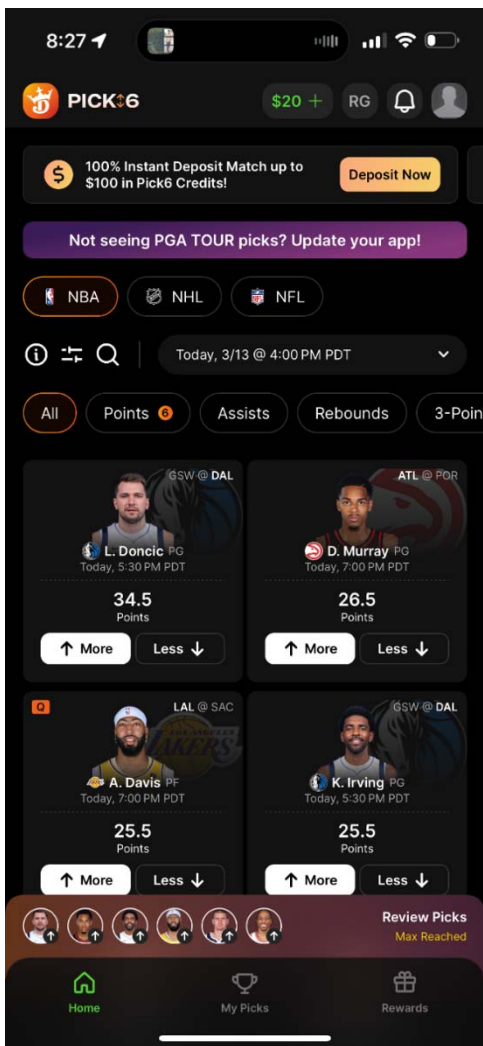 8:27
PICK6
$20 +
RG
100% Instant Deposit Match up to
$100 in Pick6 Credits!
Deposit Now
Not seeing PGA TOUR picks? Update your app!
NBA
NHL
NFL
Today, 3/13 @ 4:00 PM PDT
All
Points 6
Assists
Rebounds
3-Poin
GSW @ DAL
L. Doncic PG
Today, 5:30 PM PDT
34.5
Points
↑ More
Less ↓
ATL @ POR
D. Murray PG
Today, 7:00 PM PDT
26.5
Points
↑ More
Less ↓
Q
LAL @ SAC
LOS ANGELES
LAKERS
A. Davis PF
Today, 7:00 PM PDT
25.5
Points
↑ More
Less ↓
GSW @ DAL
K. Irving PG
Today, 5:30 PM PDT
25.5
Points
↑ More
Less ↓
Review Picks
Max Reached
Home
My Picks
Rewards